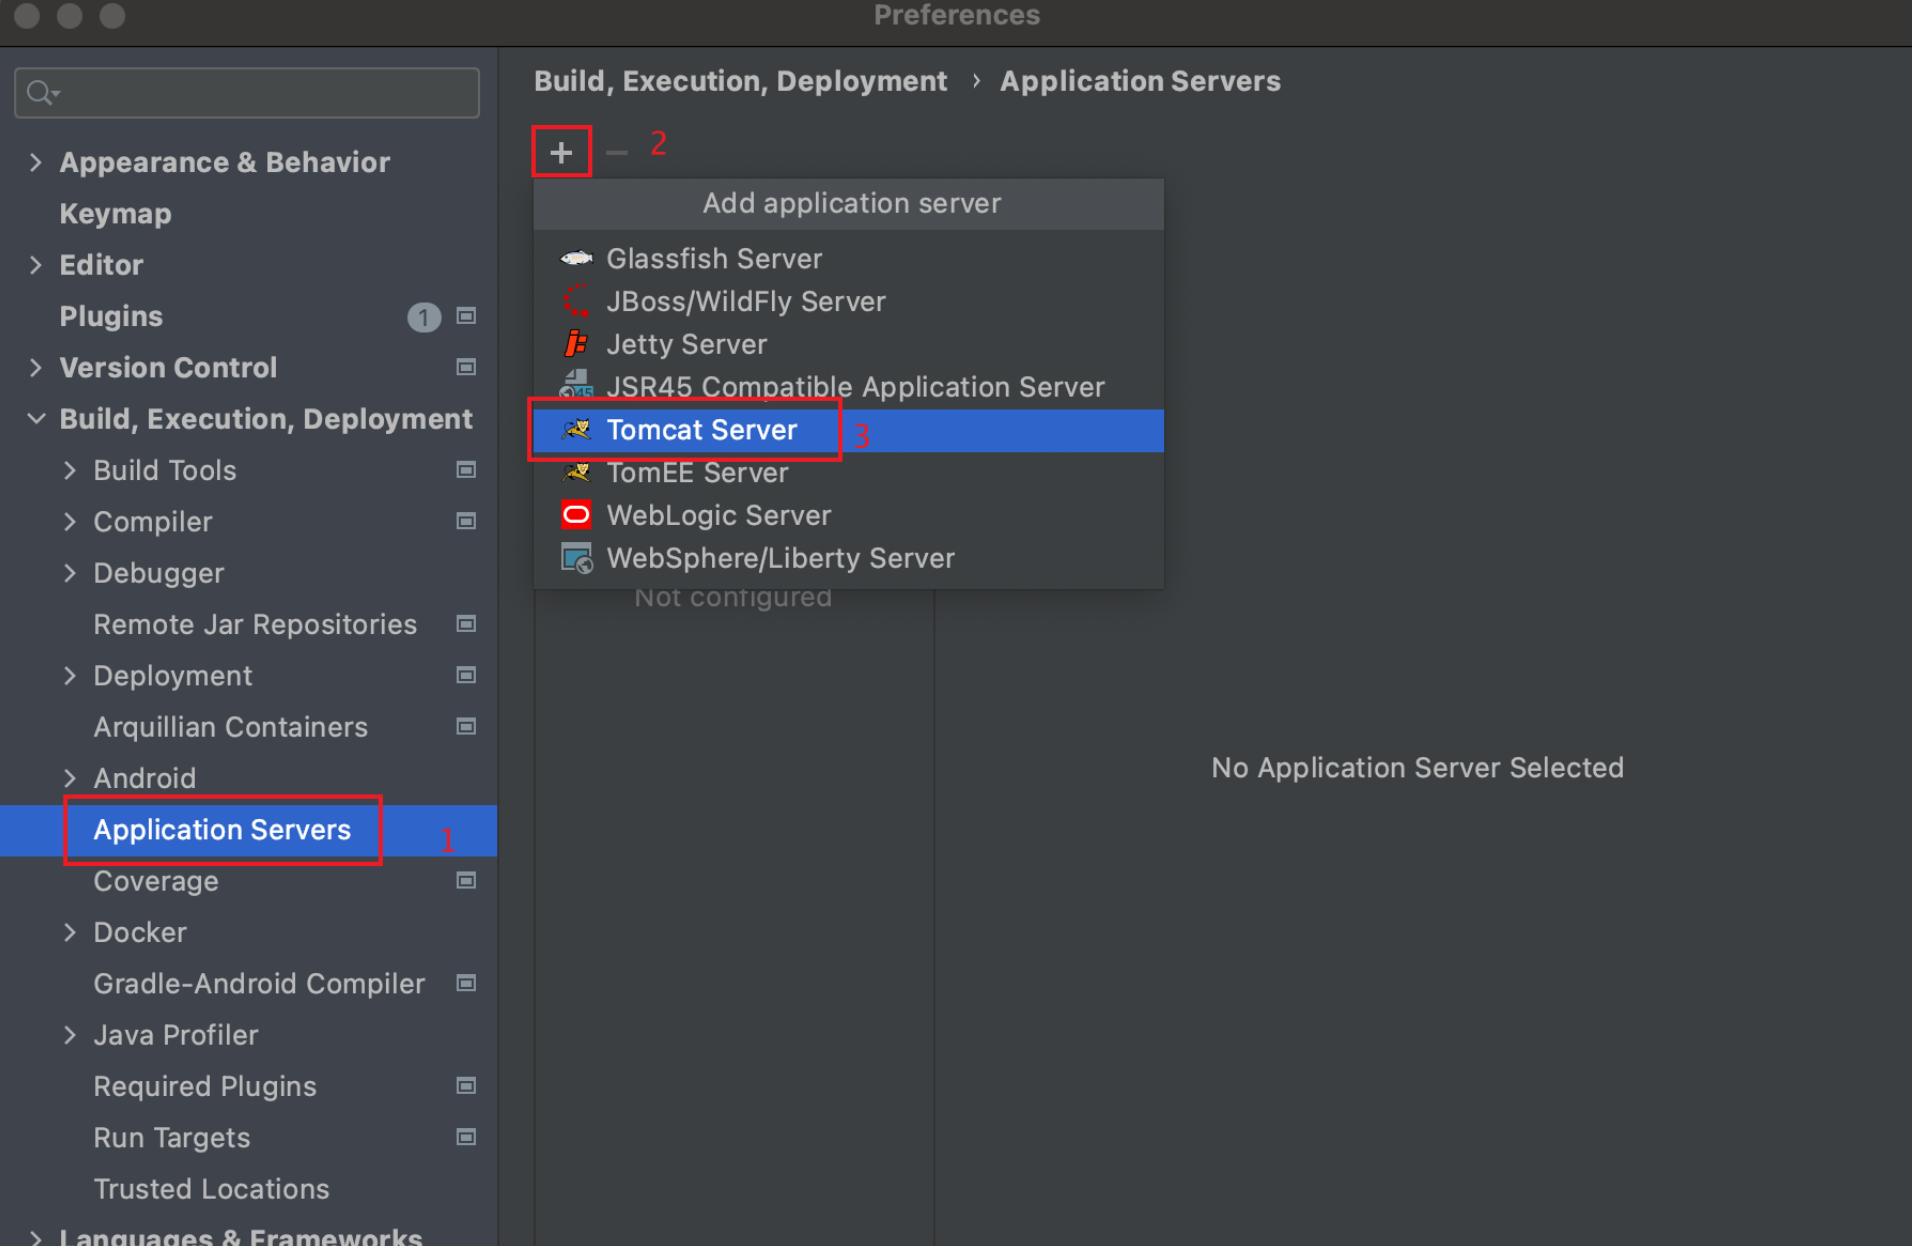 Preferences
Appearance & Behavior
Keymap
Editor
Plugins 1
Version Control
Build, Execution, Deployment
Build Tools
Compiler
Debugger
Remote Jar Repositories
Deployment
Arquillian Containers
Android
Application Servers 1
Coverage
Docker
Gradle-Android Compiler
Java Profiler
Required Plugins
Run Targets
Trusted Locations
Languages & Frameworks
Build, Execution, Deployment › Application Servers
+ − 2
Add application server
Glassfish Server
JBoss/WildFly Server
Jetty Server
JSR45 Compatible Application Server
Tomcat Server 3
TomEE Server
WebLogic Server
WebSphere/Liberty Server
Not configured
No Application Server Selected